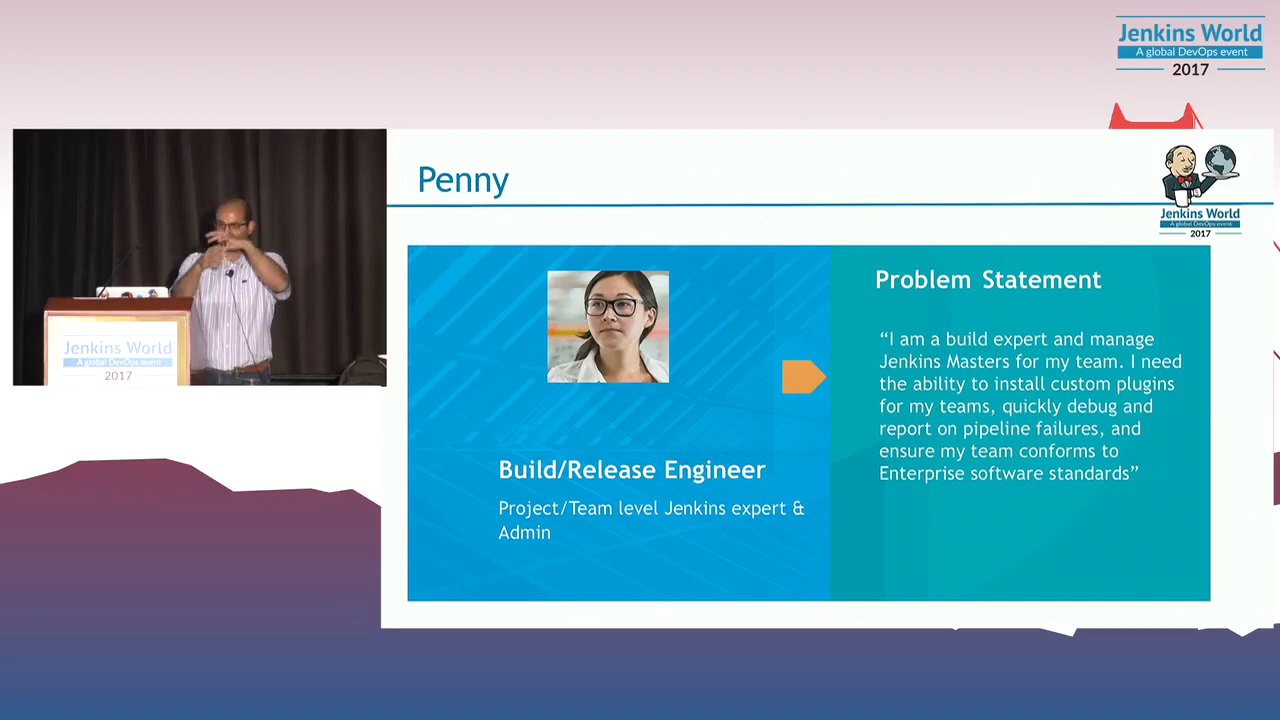 Jenkins World
A global DevOps event
2017
Penny
Jenkins World
A global DevOps event
2017
Problem Statement
“I am a build expert and manage
Jenkins Masters for my team. I need
the ability to install custom plugins
for my teams, quickly debug and
report on pipeline failures, and
ensure my team conforms to
Enterprise software standards”
Build/Release Engineer
Project/Team level Jenkins expert &
Admin
Jenkins World
A global DevOps event
2017